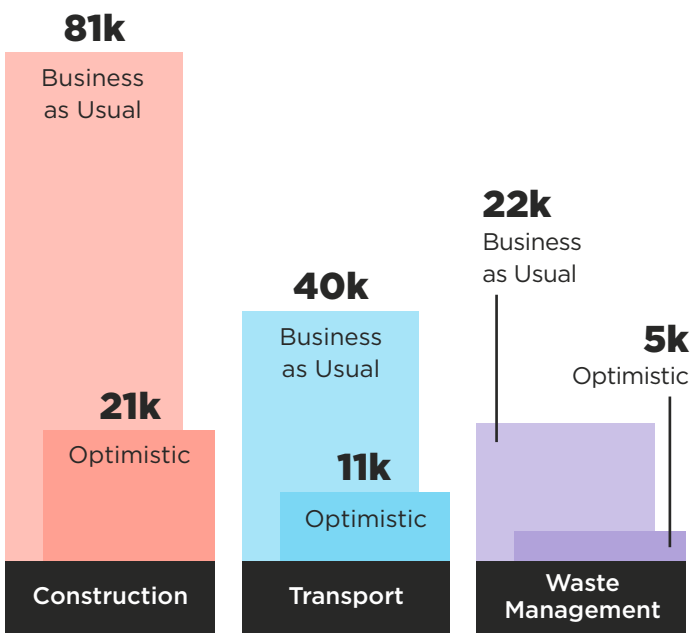 81k
Business
as Usual
21k
Optimistic
Construction
40k
Business
as Usual
11k
Optimistic
Transport
22k
Business
as Usual
5k
Optimistic
Waste
Management